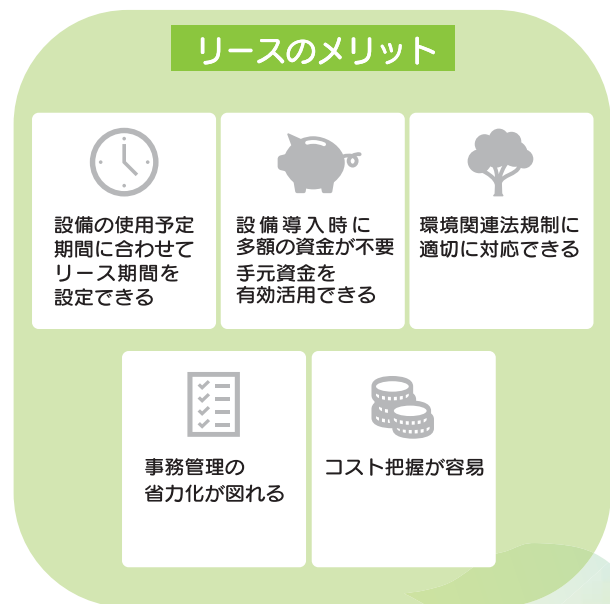 リースのメリット
設備の使用予定
期間に合わせて
リース期間を
設定できる
設備導入時に
多額の資金が不要
手元資金を
有効活用できる
環境関連法規制に
適切に対応できる
事務管理の
省力化が図れる
コスト把握が容易